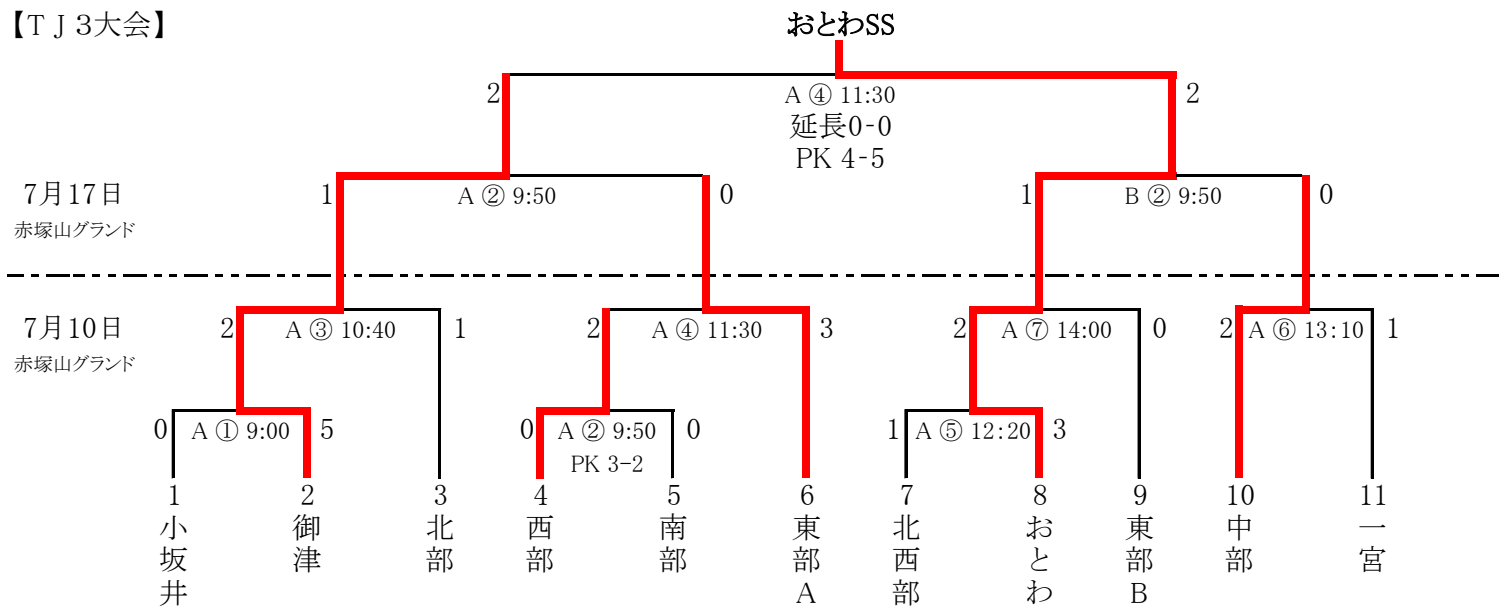 【TJ3大会】
おとわSS
2
A ④ 11:30
2
延長0-0
PK 4-5
7月17日
赤塚山グランド
1
A ② 9:50
0
1
B ② 9:50
0
7月10日
赤塚山グランド
2
A ③ 10:40
1
2
A ④ 11:30
3
2
A ⑦ 14:00
0
2
A ⑥ 13:10
1
0
A ① 9:00
5
0
A ② 9:50
0
PK 3-2
1
A ⑤ 12:20
3
1
小坂井
2
御津
3
北部
4
西部
5
南部
6
東部A
7
北西部
8
おとわ
9
東部B
10
中部
11
一宮